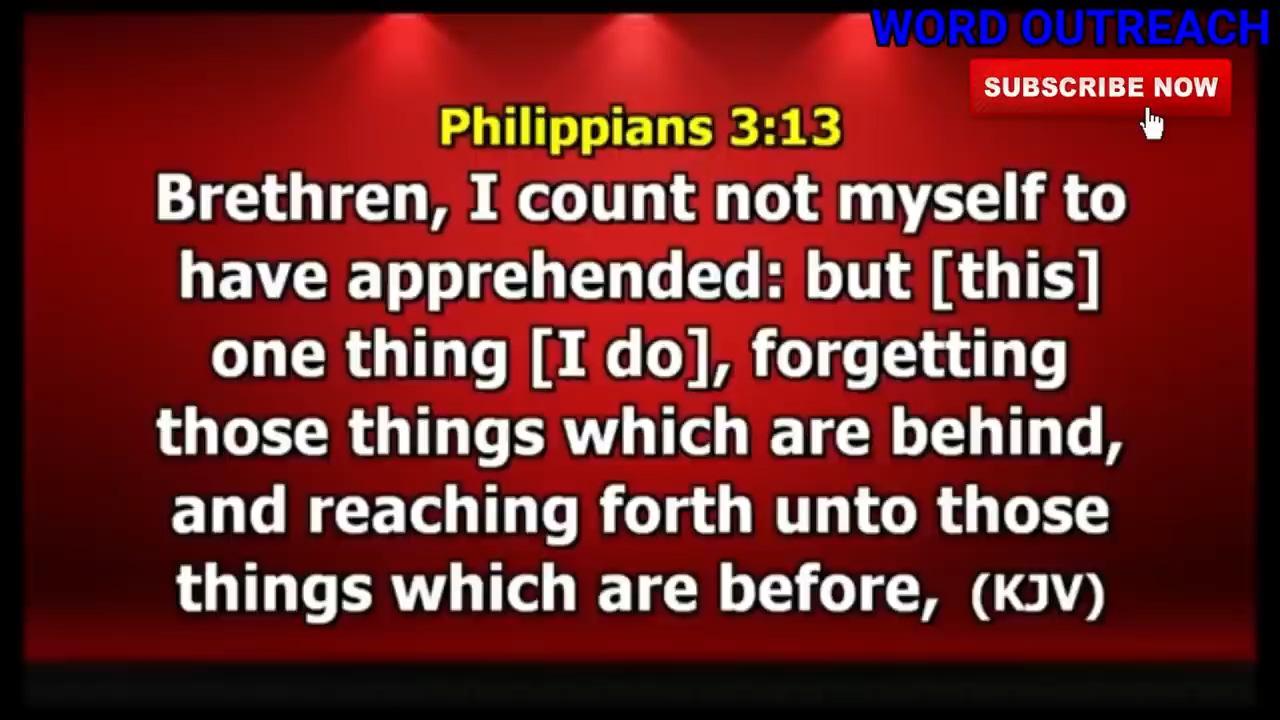 WORD OUTREACH
SUBSCRIBE NOW
Philippians 3:13
Brethren, I count not myself to
have apprehended: but [this]
one thing [I do], forgetting
those things which are behind,
and reaching forth unto those
things which are before, (KJV)